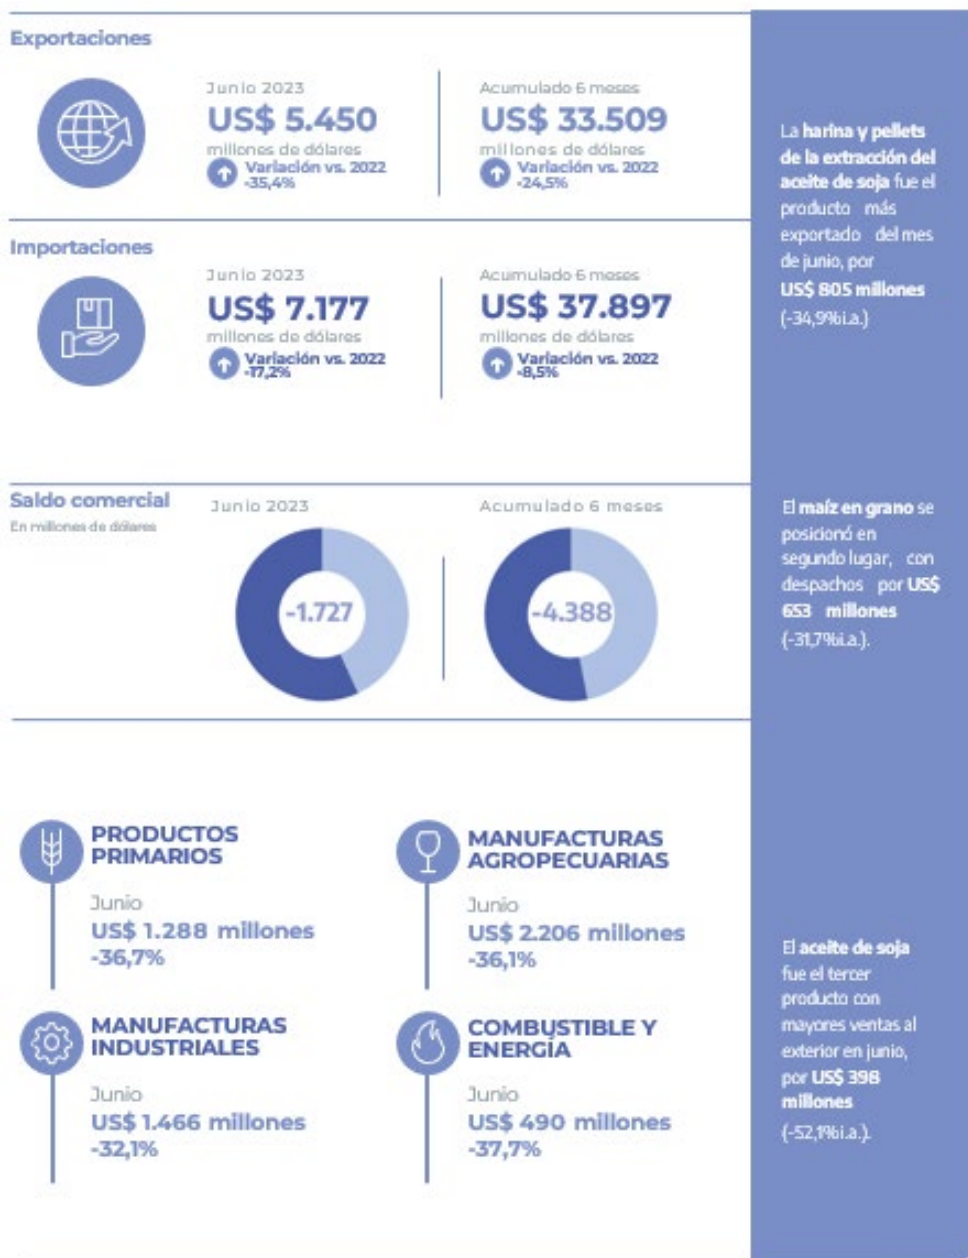 Exportaciones
Junio 2023
US$ 5.450
millones de dólares
Variación vs. 2022
-35,4%
Acumulado 6 meses
US$ 33.509
millones de dólares
Variación vs. 2022
-24,5%
Importaciones
Junio 2023
US$ 7.177
millones de dólares
Variación vs. 2022
-17,2%
Acumulado 6 meses
US$ 37.897
millones de dólares
Variación vs. 2022
-8,5%
Saldo comercial
En millones de dólares
Junio 2023
-1.727
Acumulado 6 meses
-4.388
PRODUCTOS
PRIMARIOS
Junio
US$ 1.288 millones
-36,7%
MANUFACTURAS
AGROPECUARIAS
Junio
US$ 2.206 millones
-36,1%
MANUFACTURAS
INDUSTRIALES
Junio
US$ 1.466 millones
-32,1%
COMBUSTIBLE Y
ENERGÍA
Junio
US$ 490 millones
-37,7%
La harina y pellets
de la extracción del
aceite de soja fue el
producto más
exportado del mes
de junio, por
US$ 805 millones
(-34,9%i.a.)
El maíz en grano se
posicionó en
segundo lugar, con
despachos por US$
653 millones
(-31,7%i.a.).
El aceite de soja
fue el tercer
producto con
mayores ventas al
exterior en junio,
por US$ 398
millones
(-52,1%i.a.).